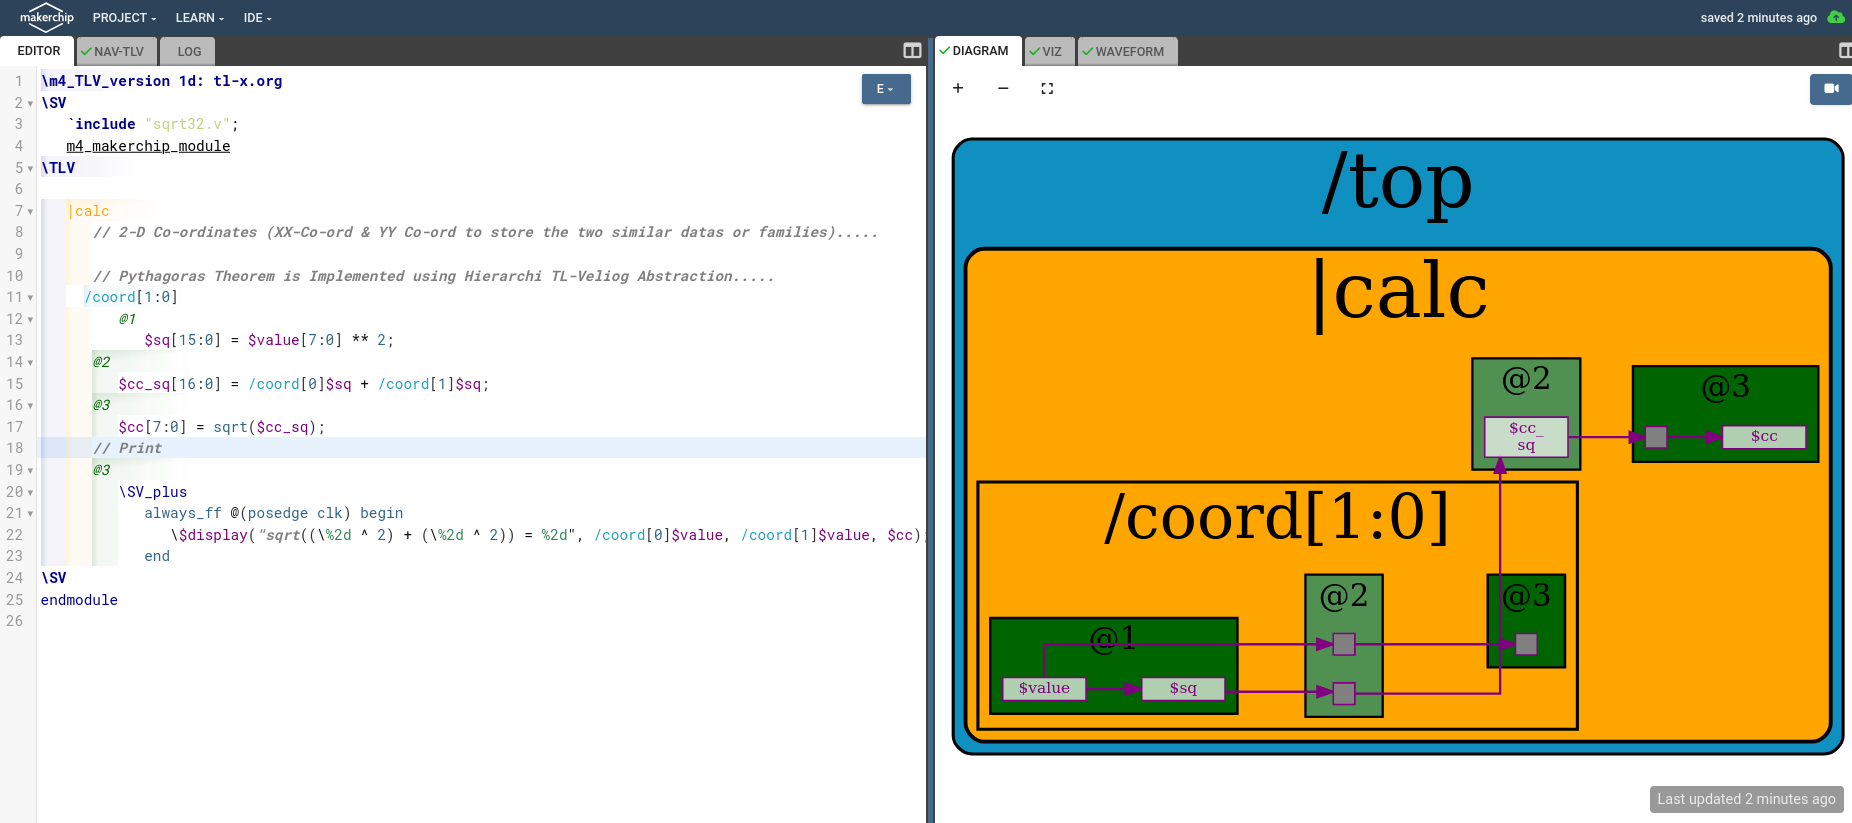 makerchip PROJECT LEARN IDE saved 2 minutes ago
EDITOR NAV-TLV LOG
1 \m4_TLV_version 1d: tl-x.org
E
2 \SV
3 `include "sqrt32.v";
4 m4_makerchip_module
5 \TLV
6
7 |calc
8 // 2-D Co-ordinates (XX-Co-ord & YY Co-ord to store the two similar datas or families).....
9
10 // Pythagoras Theorem is Implemented using Hierarchi TL-Veliog Abstraction.....
11 /coord[1:0]
12 @1
13 $sq[15:0] = $value[7:0] ** 2;
14 @2
15 $cc_sq[16:0] = /coord[0]$sq + /coord[1]$sq;
16 @3
17 $cc[7:0] = sqrt($cc_sq);
18 // Print
19 @3
20 \SV_plus
21 always_ff @(posedge clk) begin
22 \$display("sqrt((\%2d ^ 2) + (\%2d ^ 2)) = %2d", /coord[0]$value, /coord[1]$value, $cc);
23 end
24 \SV
25 endmodule
26
DIAGRAM VIZ WAVEFORM
+ −
/top
|calc
@2 @3
$cc_
sq_
$cc
/coord[1:0]
@2 @3
@1
$value $sq
Last updated 2 minutes ago